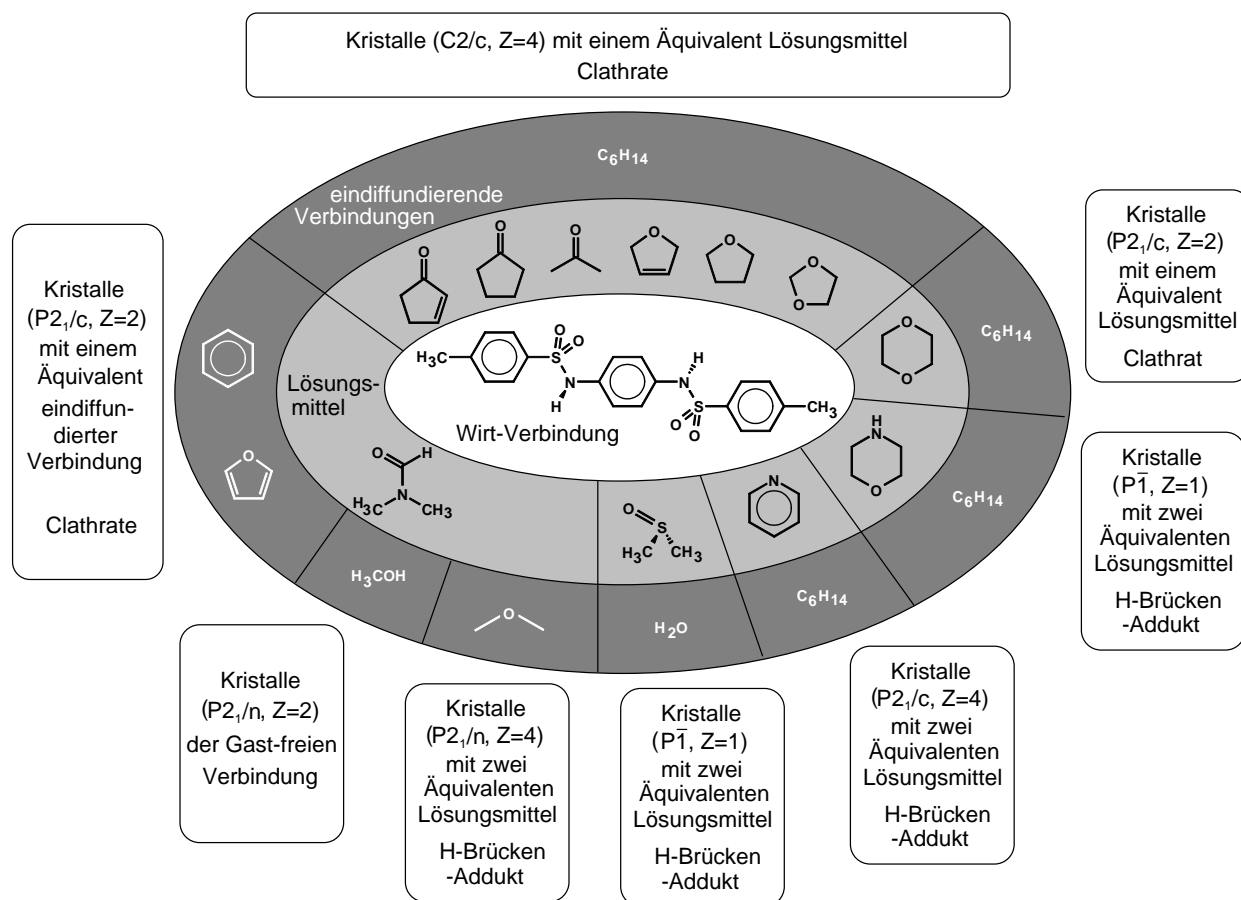 Kristalle (C2/c, Z=4) mit einem Äquivalent Lösungsmittel
Clathrate
C₆H₁₄
eindiffundierende
Verbindungen
Kristalle
(P2₁/c, Z=2)
mit einem
Äquivalent
Lösungsmittel
Clathrat
Kristalle
(P2₁/c, Z=2)
mit einem
Äquivalent
eindiffun-
dierter
Verbindung
Clathrate
O
O
O
O
O
O
O
O
O
C₆H₁₄
Lösungs-
mittel
H₃C
S
O
O
N
H
H
N
S
O
O
CH₃
Wirt-Verbindung
O
H
N
H₃C
CH₃
O
S
H₃C
CH₃
N
H
N
O
C₆H₁₄
Kristalle
(P1̅, Z=1)
mit zwei
Äquivalenten
Lösungsmittel
H-Brücken
-Addukt
O
H₃COH
O
H₂O
C₆H₁₄
Kristalle
(P2₁/n, Z=2)
der Gast-freien
Verbindung
Kristalle
(P2₁/n, Z=4)
mit zwei
Äquivalenten
Lösungsmittel
H-Brücken
-Addukt
Kristalle
(P1̅, Z=1)
mit zwei
Äquivalenten
Lösungsmittel
H-Brücken
-Addukt
Kristalle
(P2₁/c, Z=4)
mit zwei
Äquivalenten
Lösungsmittel
H-Brücken
-Addukt